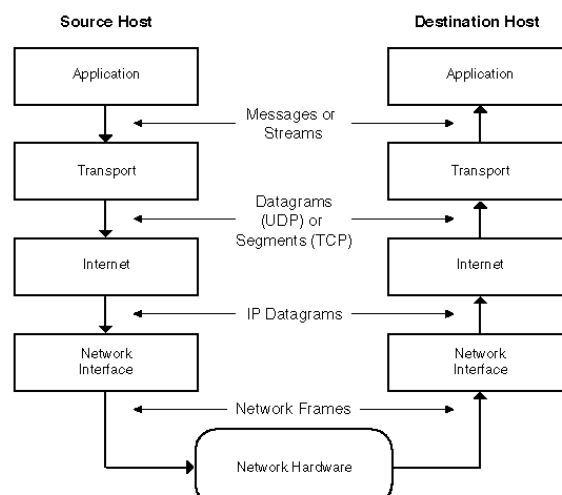 Source Host
Destination Host
Application
Application
Messages or
Streams
Transport
Transport
Datagrams
(UDP) or
Segments (TCP)
Internet
Internet
IP Datagrams
Network
Interface
Network
Interface
Network Frames
Network Hardware